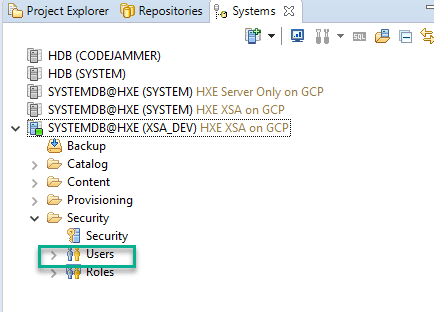 Project Explorer Repositories Systems
HDB (CODEJAMMER)
HDB (SYSTEM)
SYSTEMDB@HXE (SYSTEM) HXE Server Only on GCP
SYSTEMDB@HXE (SYSTEM) HXE XSA on GCP
SYSTEMDB@HXE (XSA_DEV) HXE XSA on GCP
Backup
Catalog
Content
Provisioning
Security
Security
Users
Roles